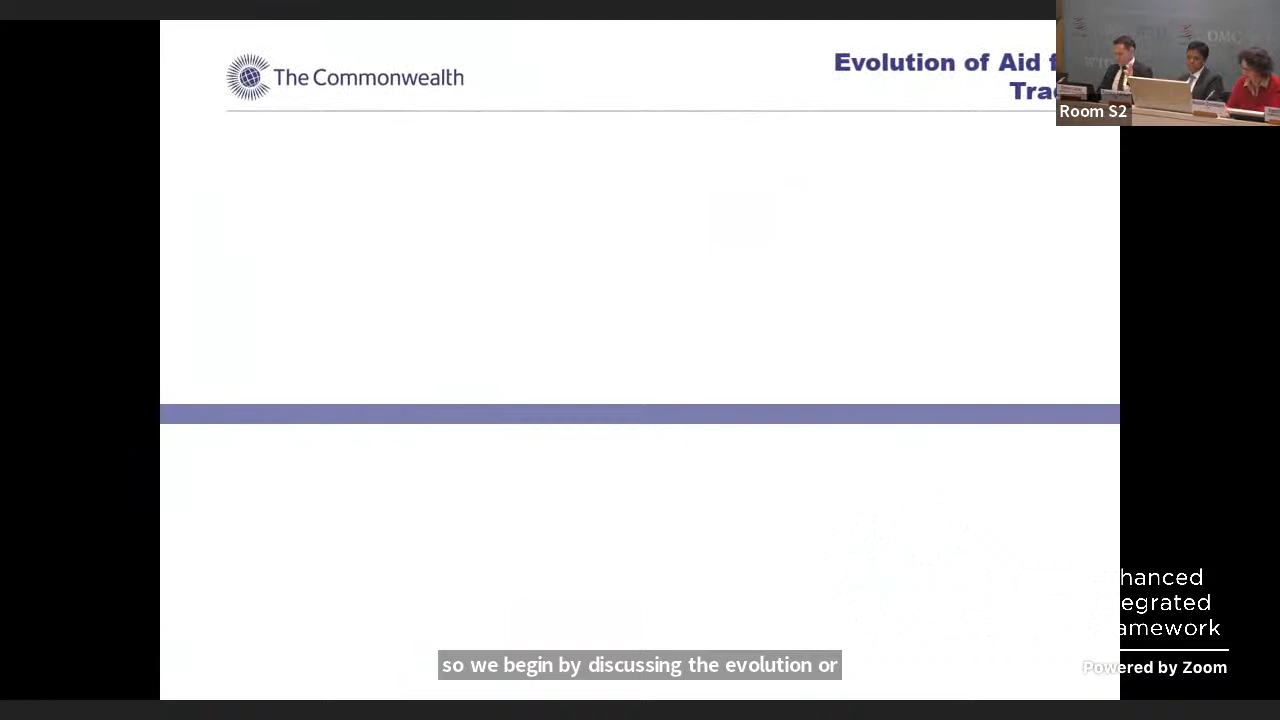 The Commonwealth
Evolution of Aid
OMC
Room S2
hanced
egrated
amework
Powered by Zoom
so we begin by discussing the evolution or